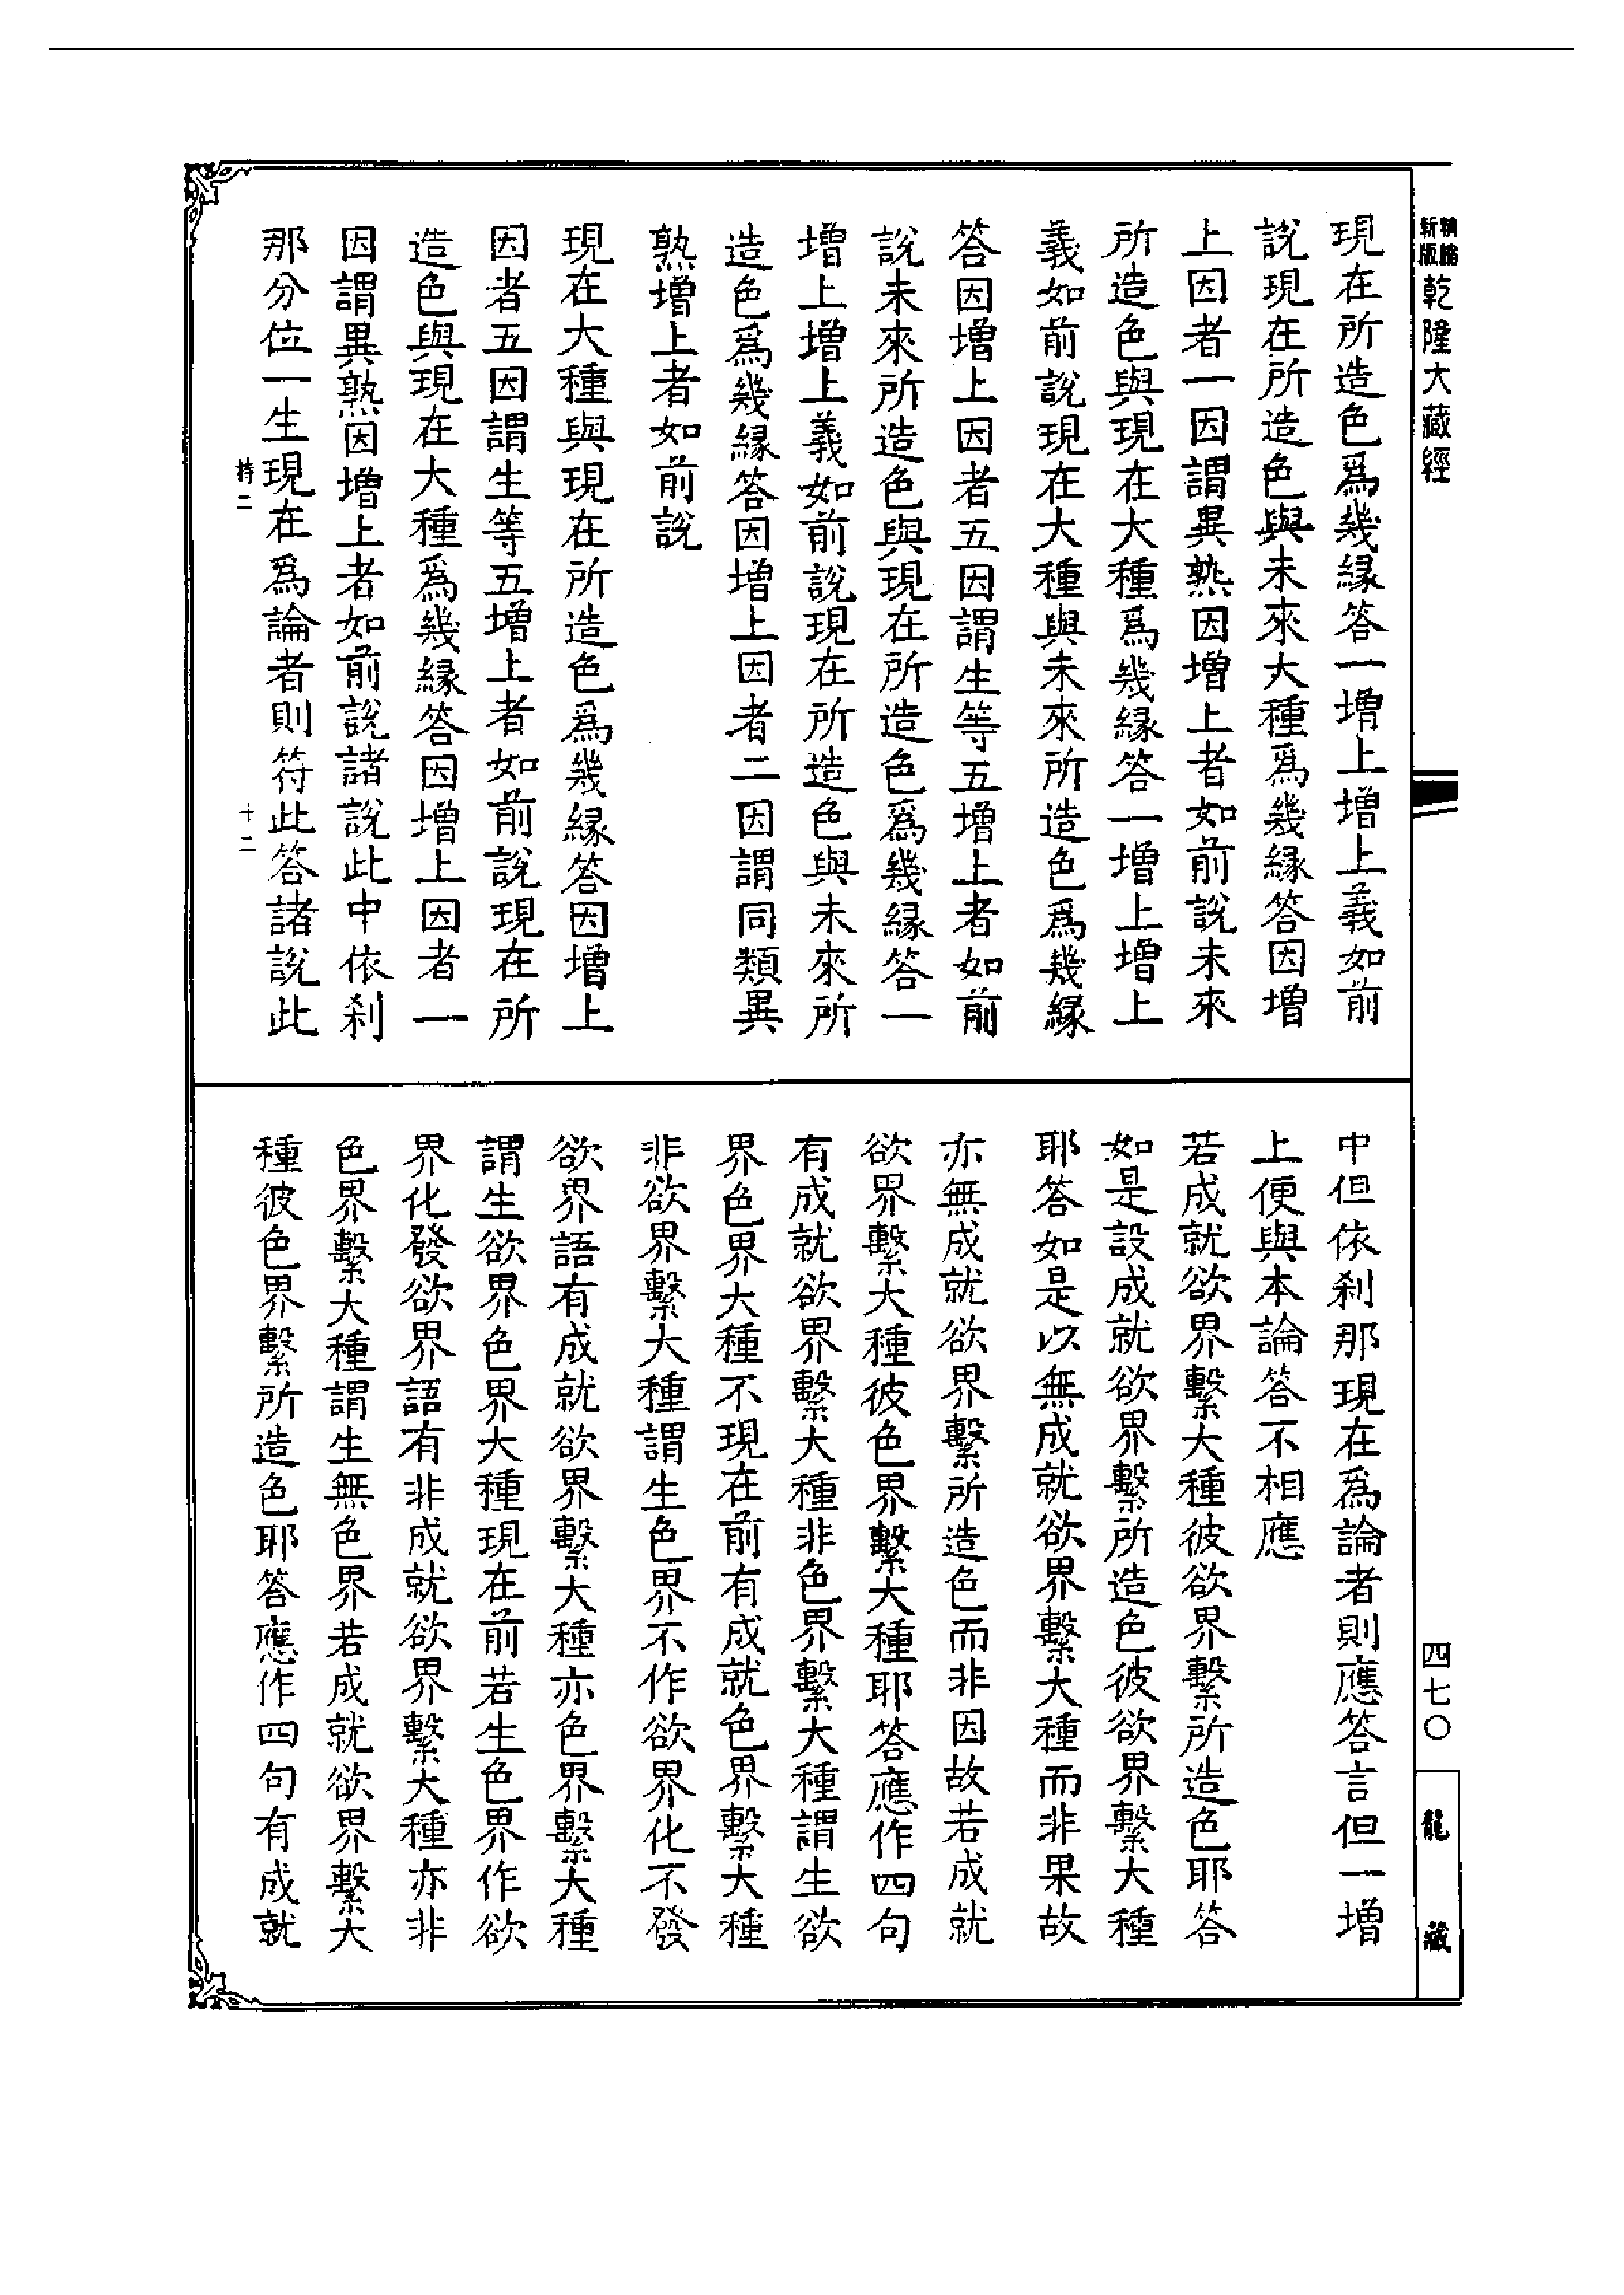 新版
乾隆大藏經
四七〇
龍藏
現在所造色爲幾緣答一增上增上義如前
說現在所造色與未來大種爲幾緣答因增
上因者一因謂異熟因增上者如前說未來
所造色與現在大種爲幾緣答一增上增上
義如前說現在大種與未來所造色爲幾緣
答因增上因者五因謂生等五增上者如前
說未來所造色與現在所造色爲幾緣答一
增上增上義如前說現在所造色與未來所
造色爲幾緣答因增上因者二因謂同類異
熟增上者如前說
現在大種與現在所造色爲幾緣答因增上
因者五因謂生等五增上者如前說現在所
造色與現在大種爲幾緣答因增上因者一
因謂異熟因增上者如前說諸說此中依刹
那分位一生現在爲論者則符此答諸說此
持二
十二
中但依刹那現在爲論者則應答言但一增
上便與本論答不相應
若成就欲界繫大種彼欲界繫所造色耶答
如是設成就欲界繫所造色彼欲界繫大種
耶答如是以無成就欲界繫大種而非果故
亦無成就欲界繫所造色而非因故若成就
欲界繫大種彼色界繫大種耶答應作四句
有成就欲界繫大種非色界繫大種謂生欲
界色界大種不現在前有成就色界繫大種
非欲界繫大種謂生色界不作欲界化不發
欲界語有成就欲界繫大種亦色界繫大種
謂生欲界色界大種現在前若生色界作欲
界化發欲界語有非成就欲界繫大種亦非
色界繫大種謂生無色界若成就欲界繫大
種彼色界繫所造色耶答應作四句有成就